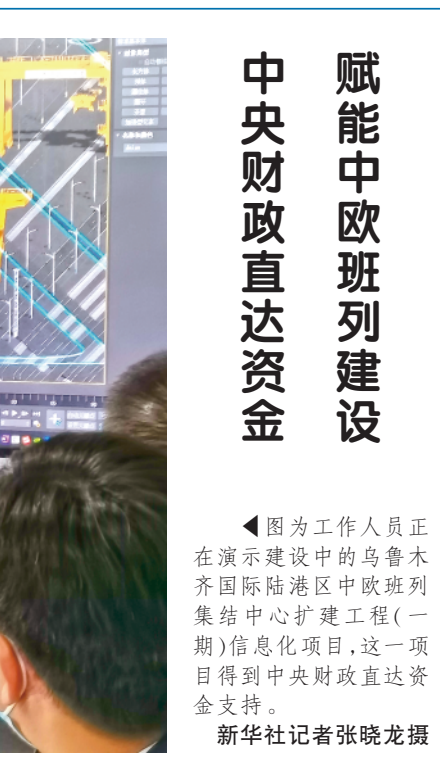 中央财政直达资金
赋能中欧班列建设
◀图为工作人员正
在演示建设中的乌鲁木
齐国际陆港区中欧班列
集结中心扩建工程(一
期)信息化项目,这一项
目得到中央财政直达资
金支持。
新华社记者张晓龙摄